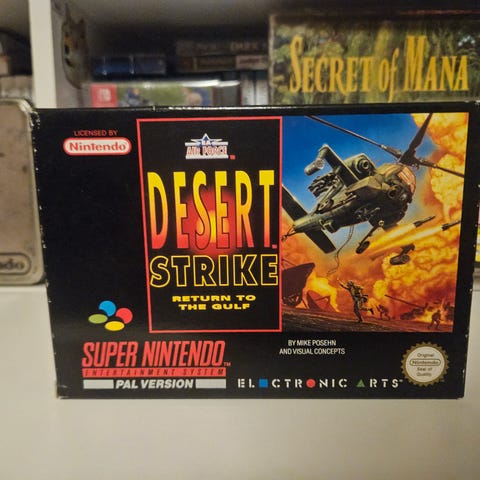 SECRET of MANA
LICENSED BY
Nintendo
EA
AIR FORCE
DESERT
STRIKE
RETURN TO
THE GULF
BY MIKE POSEHN
AND VISUAL CONCEPTS
SUPER NINTENDO
ENTERTAINMENT SYSTEM
PAL VERSION
ELECTRONIC ARTS
Original
Nintendo
Seal of
Quality